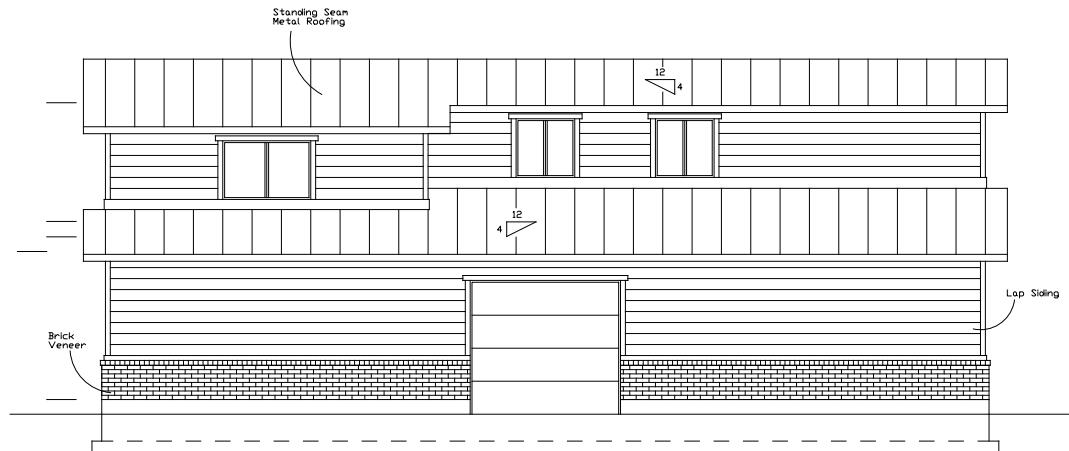 Standing Seam
Metal Roofing
12
4
12
4
Lap Siding
Brick
Veneer